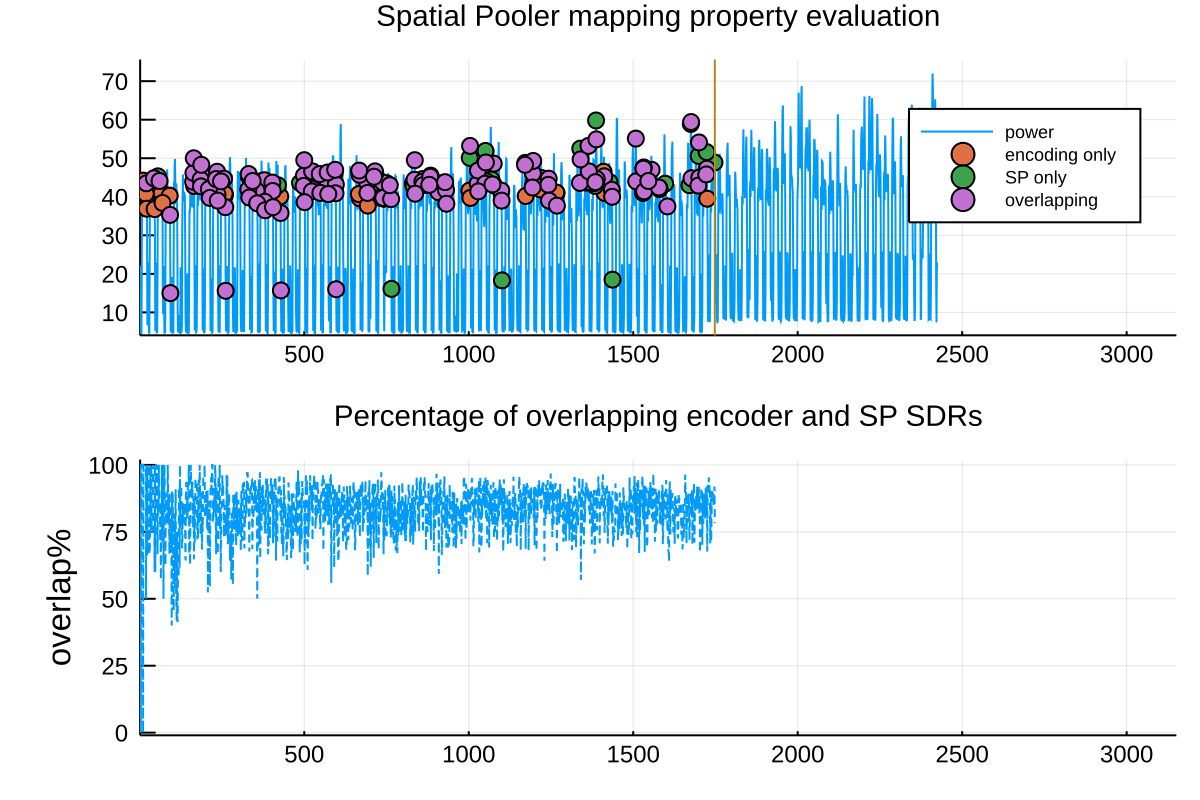 Spatial Pooler mapping property evaluation
70
60
50
40
30
20
10
power
encoding only
SP only
overlapping
500 1000 1500 2000 2500 3000
Percentage of overlapping encoder and SP SDRs
overlap%
100
75
50
25
0
500 1000 1500 2000 2500 3000